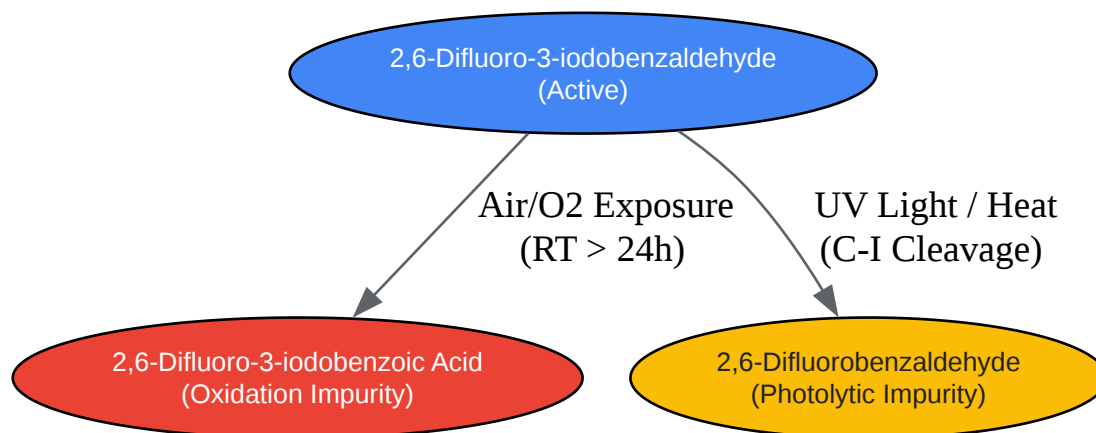 2,6-Difluoro-3-iodobenzaldehyde
(Active)
Air/O2 Exposure
(RT > 24h)
UV Light / Heat
(C-I Cleavage)
2,6-Difluoro-3-iodobenzoic Acid
(Oxidation Impurity)
2,6-Difluorobenzaldehyde
(Photolytic Impurity)